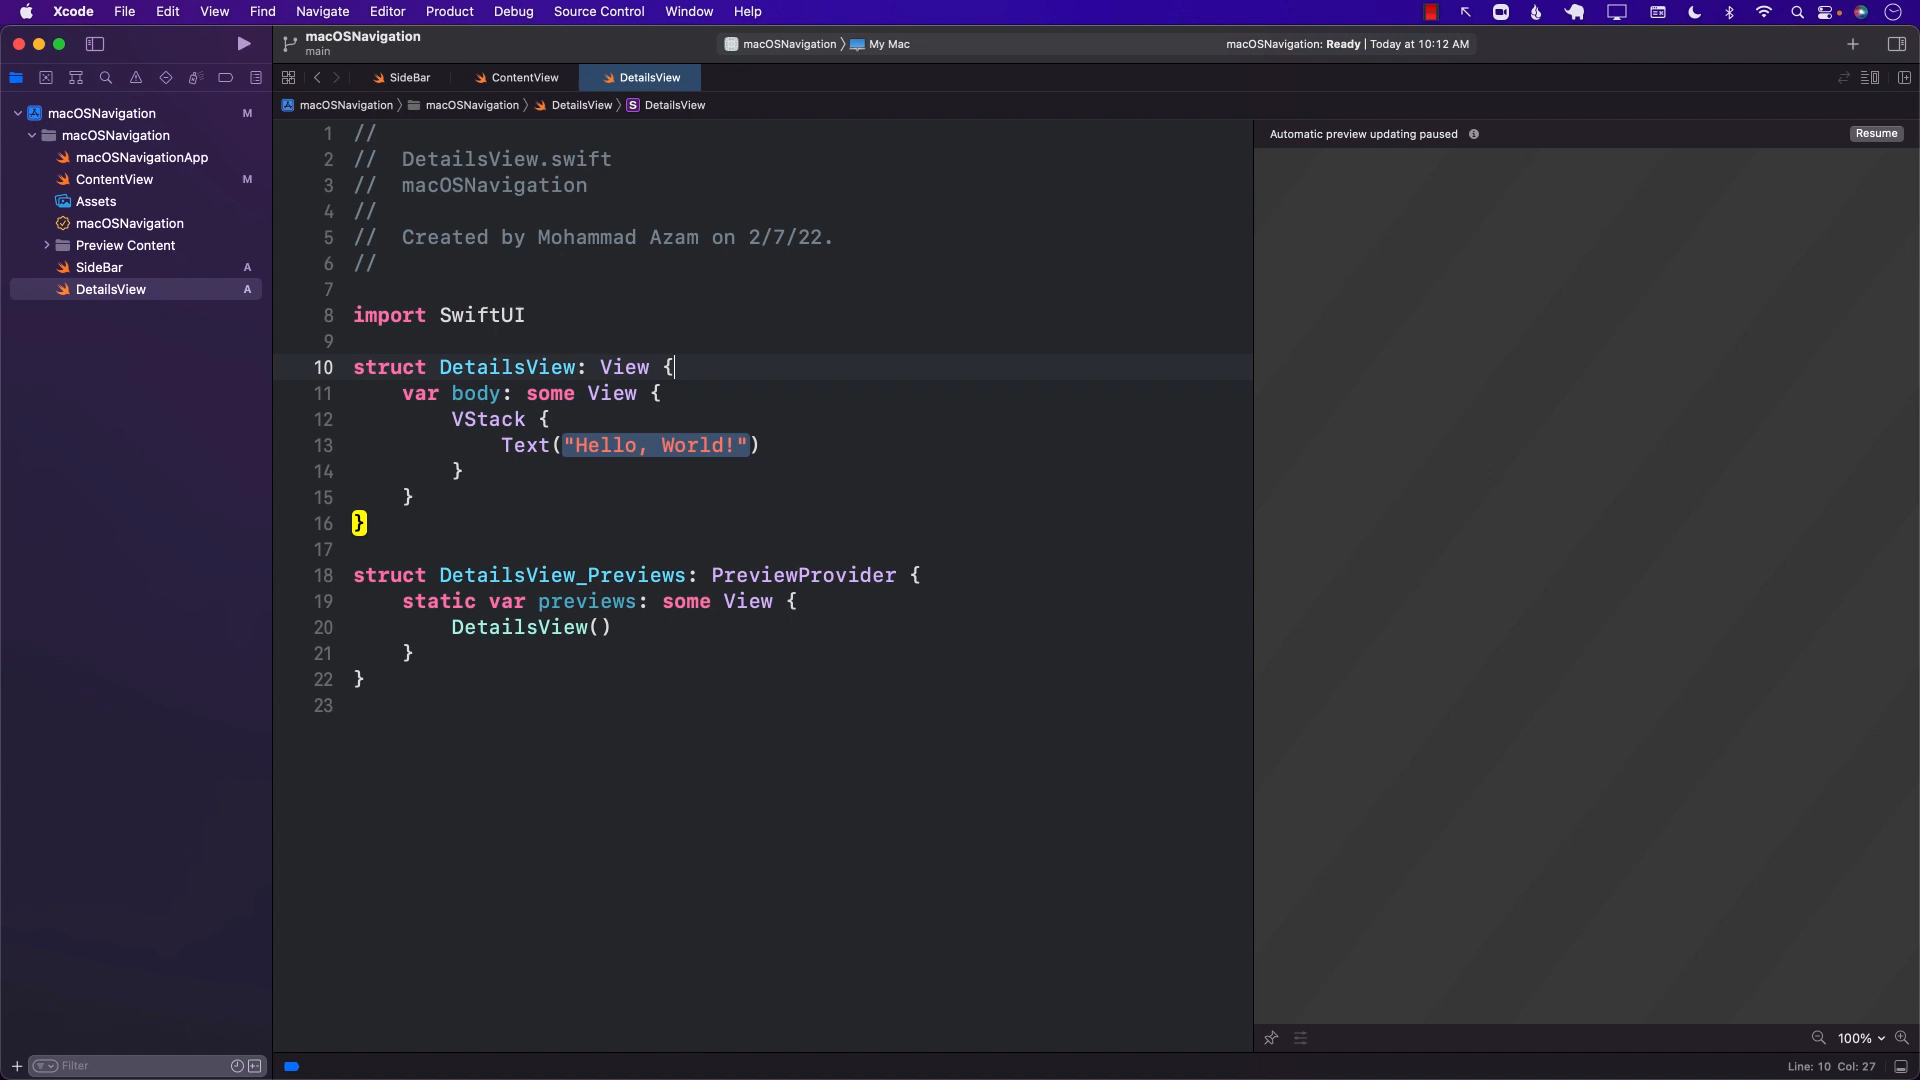 Xcode File Edit View Find Navigate Editor Product Debug Source Control Window Help
macOSNavigation
main
macOSNavigation 〉 My Mac
macOSNavigation: Ready | Today at 10:12 AM
SideBar
ContentView
DetailsView
macOSNavigation 〉 macOSNavigation 〉 DetailsView 〉 S DetailsView
macOSNavigation M
macOSNavigation
macOSNavigationApp
ContentView M
Assets
macOSNavigation
Preview Content
SideBar A
DetailsView A
Filter
1 //
2 //  DetailsView.swift
3 //  macOSNavigation
4 //
5 //  Created by Mohammad Azam on 2/7/22.
6 //
7
8 import SwiftUI
9
10 struct DetailsView: View {
11     var body: some View {
12         VStack {
13             Text("Hello, World!")
14         }
15     }
16 }
17
18 struct DetailsView_Previews: PreviewProvider {
19     static var previews: some View {
20         DetailsView()
21     }
22 }
23
Automatic preview updating paused
Resume
100%
Line: 10 Col: 27